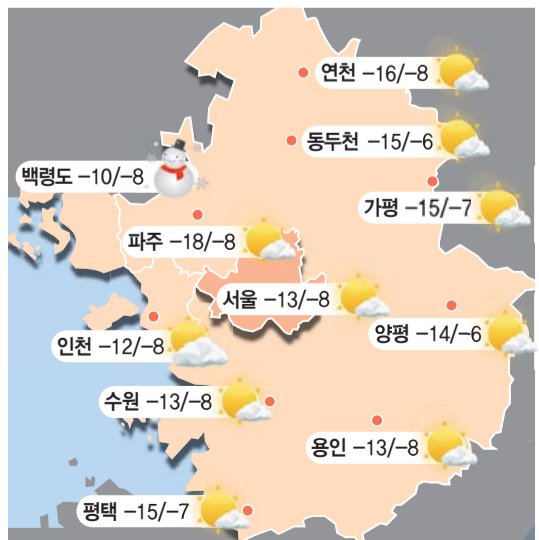 연천 -16/-8
동두천 -15/-6
백령도 -10/-8
가평 -15/-7
파주 -18/-8
서울 -13/-8
양평 -14/-6
인천 -12/-8
수원 -13/-8
용인 -13/-8
평택 -15/-7